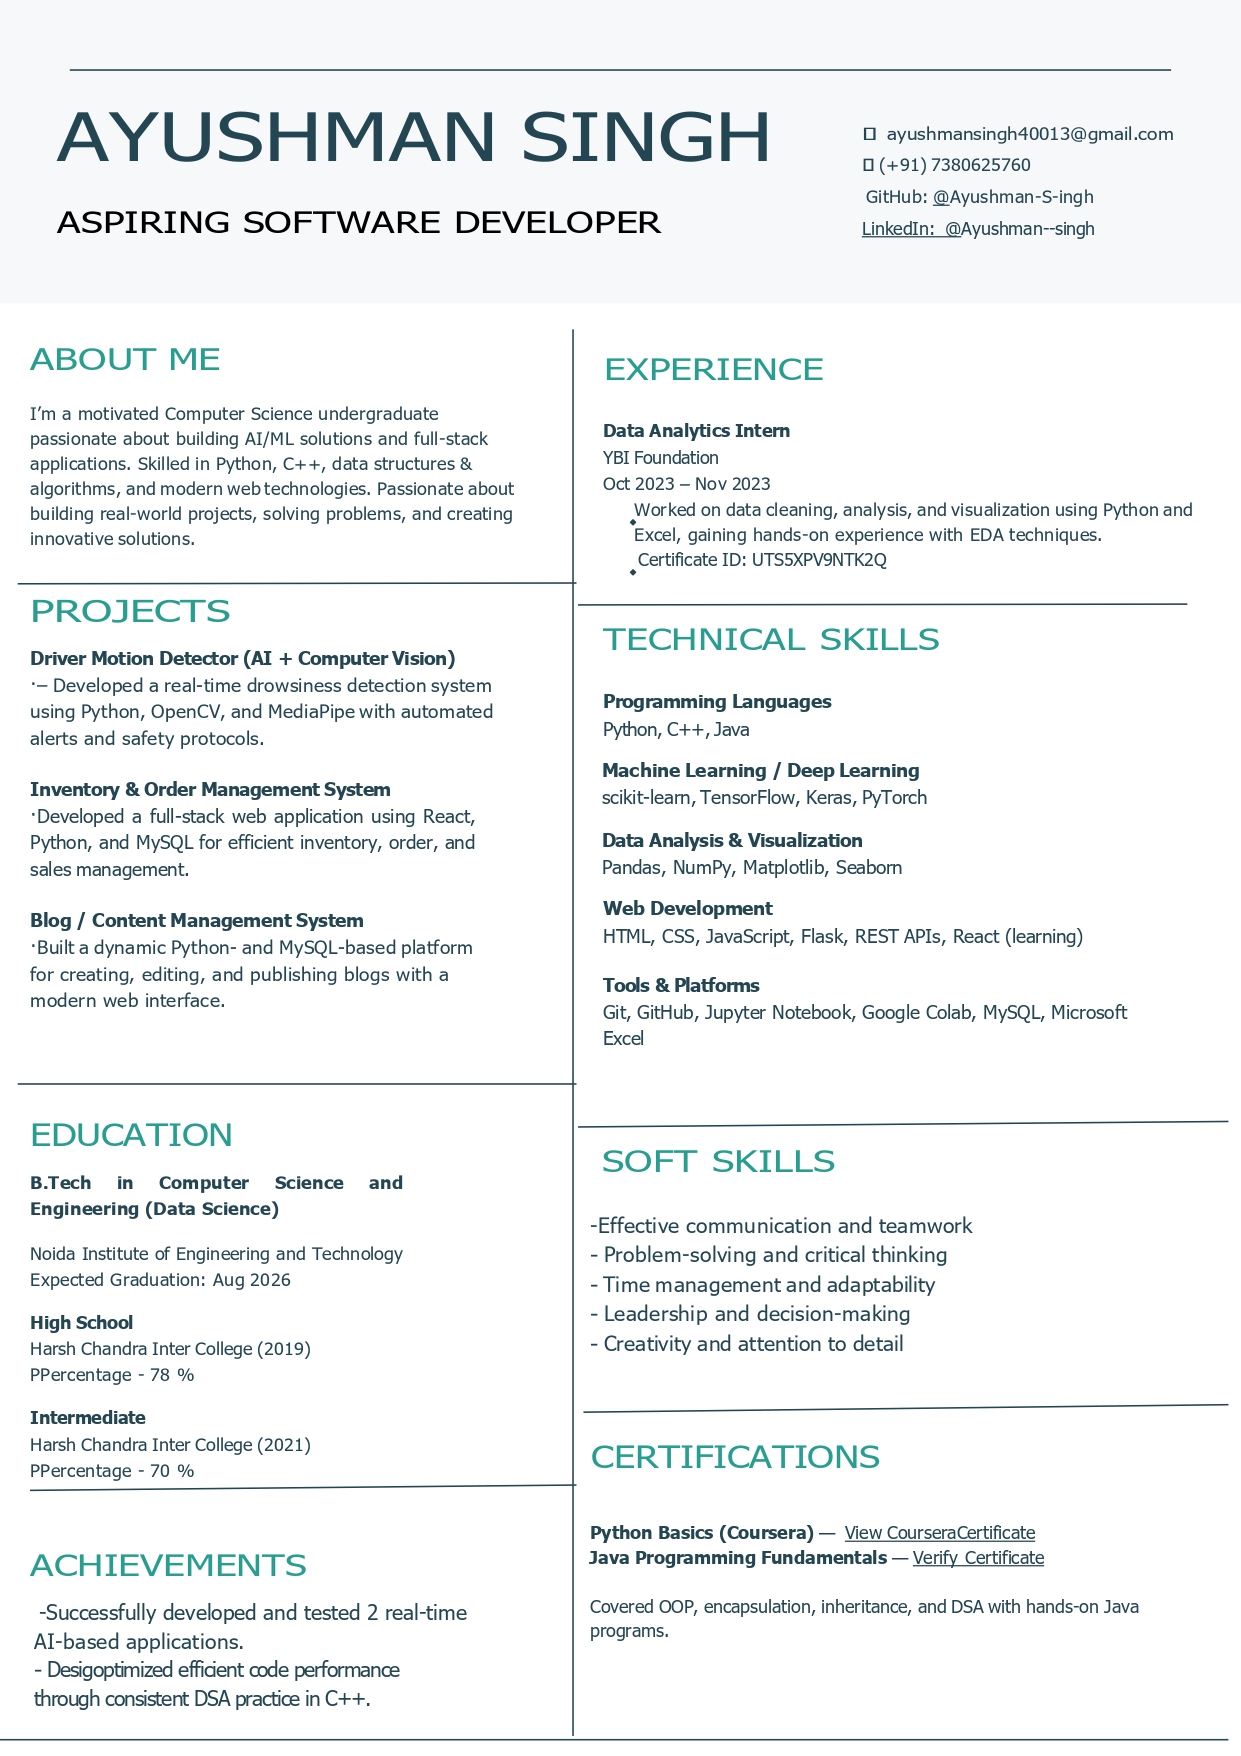 AYUSHMAN SINGH
ASPIRING SOFTWARE DEVELOPER
ayushmansingh40013@gmail.com
(+91) 7380625760
GitHub: @Ayushman-S-ingh
LinkedIn: @Ayushman--singh
ABOUT ME
I’m a motivated Computer Science undergraduate
passionate about building AI/ML solutions and full-stack
applications. Skilled in Python, C++, data structures &
algorithms, and modern web technologies. Passionate about
building real-world projects, solving problems, and creating
innovative solutions.
PROJECTS
Driver Motion Detector (AI + Computer Vision)
·– Developed a real-time drowsiness detection system
using Python, OpenCV, and MediaPipe with automated
alerts and safety protocols.
Inventory & Order Management System
·Developed a full-stack web application using React,
Python, and MySQL for efficient inventory, order, and
sales management.
Blog / Content Management System
·Built a dynamic Python- and MySQL-based platform
for creating, editing, and publishing blogs with a
modern web interface.
EDUCATION
B.Tech in Computer Science and
Engineering (Data Science)
Noida Institute of Engineering and Technology
Expected Graduation: Aug 2026
High School
Harsh Chandra Inter College (2019)
PPercentage - 78 %
Intermediate
Harsh Chandra Inter College (2021)
PPercentage - 70 %
ACHIEVEMENTS
-Successfully developed and tested 2 real-time
AI-based applications.
- Desigoptimized efficient code performance
through consistent DSA practice in C++.
EXPERIENCE
Data Analytics Intern
YBI Foundation
Oct 2023 – Nov 2023
Worked on data cleaning, analysis, and visualization using Python and
Excel, gaining hands-on experience with EDA techniques.
Certificate ID: UTS5XPV9NTK2Q
TECHNICAL SKILLS
Programming Languages
Python, C++, Java
Machine Learning / Deep Learning
scikit-learn, TensorFlow, Keras, PyTorch
Data Analysis & Visualization
Pandas, NumPy, Matplotlib, Seaborn
Web Development
HTML, CSS, JavaScript, Flask, REST APIs, React (learning)
Tools & Platforms
Git, GitHub, Jupyter Notebook, Google Colab, MySQL, Microsoft
Excel
SOFT SKILLS
-Effective communication and teamwork
- Problem-solving and critical thinking
- Time management and adaptability
- Leadership and decision-making
- Creativity and attention to detail
CERTIFICATIONS
Python Basics (Coursera) — View CourseraCertificate
Java Programming Fundamentals — Verify Certificate
Covered OOP, encapsulation, inheritance, and DSA with hands-on Java
programs.